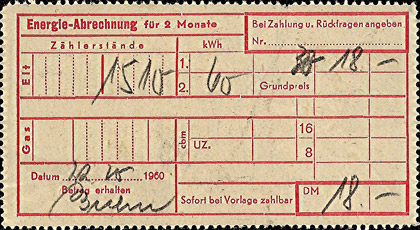 Energie-Abrechnung für 2 Monate
Bei Zahlung u. Rückfragen angeben
Nr.
Zählerstände kWh
Elt 1510 1. 60 18 -
2. Grundpreis
Gas cbm UZ. 16
8
Datum 1960
Betrag erhalten
Sofort bei Vorlage zahlbar DM 18.-